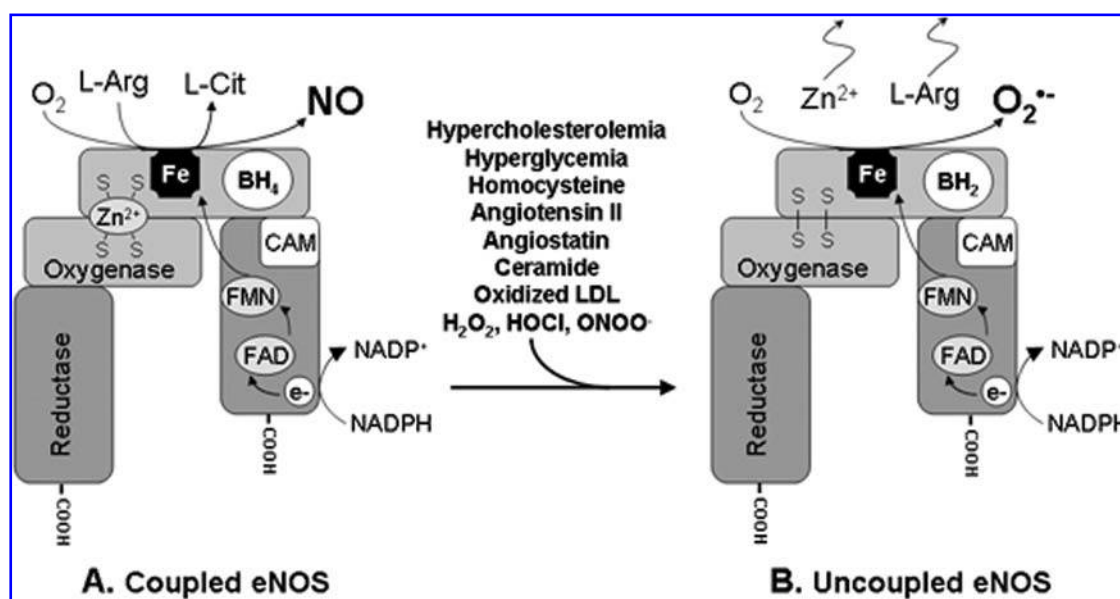 O₂
L-Arg
L-Cit
NO
Fe
BH₄
S S
Zn²⁺
S S
Oxygenase
CAM
FMN
FAD
e-
NADP⁺
NADPH
Reductase
COOH
COOH
A. Coupled eNOS
Hypercholesterolemia
Hyperglycemia
Homocysteine
Angiotensin II
Angiostatin
Ceramide
Oxidized LDL
H₂O₂, HOCl, ONOO⁻
O₂
Zn²⁺
L-Arg
O₂•-
Fe
BH₂
S S
S S
Oxygenase
CAM
FMN
FAD
e-
NADP⁺
NADPH
Reductase
COOH
COOH
B. Uncoupled eNOS